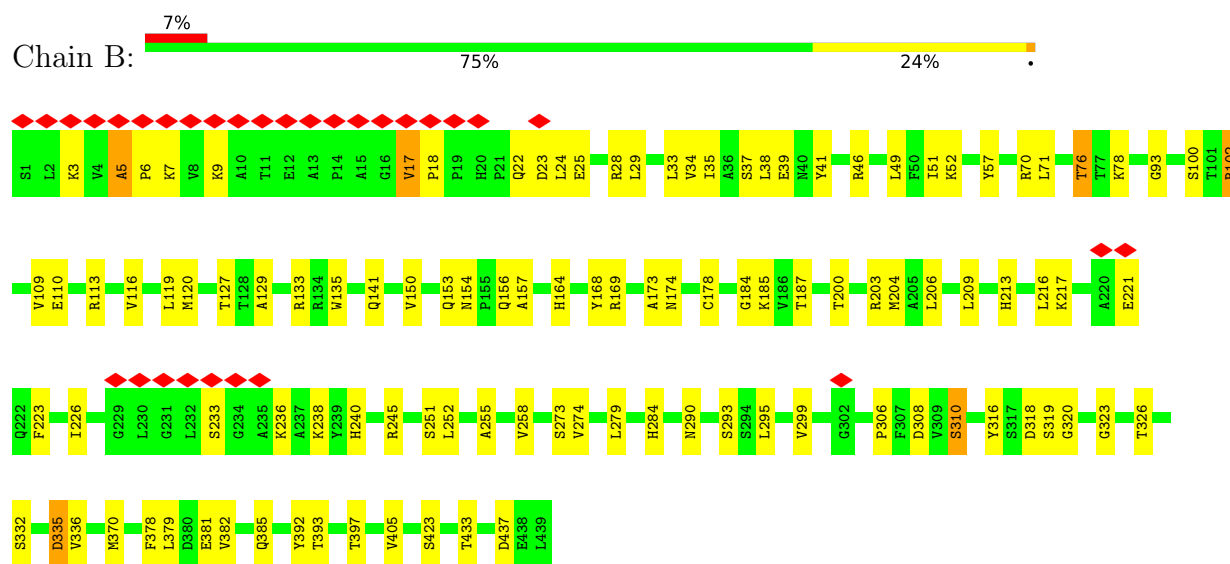 7%
Chain B:
75% 24% •
S1 L2 K3 V4 A5 P6 K7 V8 K9 A10 T11 E12 A13 P14 A15 G16 V17 P18 P19 H20 P21 Q22 D23 L24 E25 R28 L29 L33 V34 I35 A36 S37 L38 E39 N40 Y41 R46 L49 F50 I51 K52 Y57 R70 L71 T76 T77 K78 G93 S100 T101
V109 E110 R113 V116 L119 M120 T127 T128 A129 R133 R134 W135 Q141 V150 Q153 N154 P155 Q156 A157 H164 Y168 R169 A173 N174 C178 G184 K185 V186 T187 T200 R203 M204 A205 L206 L209 H213 L216 K217 A220 E221
Q222 F223 I226 G229 L230 G231 L232 S233 G234 A235 K236 A237 K238 Y239 H240 R245 S251 L252 A255 V258 S273 V274 L279 H284 N290 S293 S294 L295 V299 G302 P306 F307 D308 V309 S310 Y316 S317 D318 S319 G320 G323 T326
S332 D335 V336 M370 F378 L379 D380 E381 V382 Q385 Y392 T393 T397 V405 S423 T433 D437 E438 L439